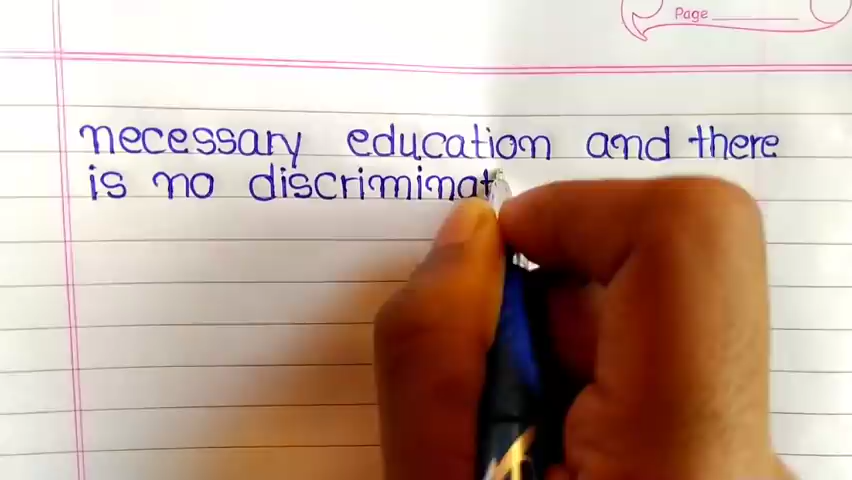 Page
necessary education and there
is no discriminat